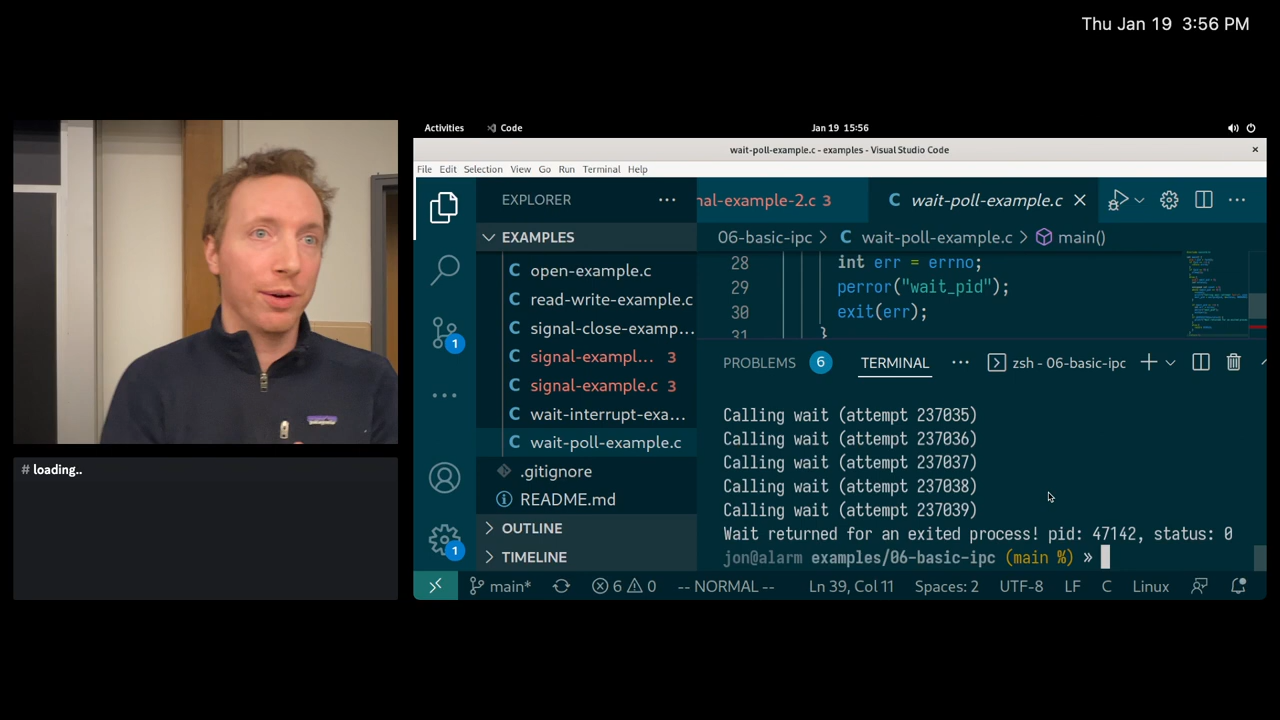 Thu Jan 19 3:56 PM
# loading..
Activities
Code
Jan 19 15:56
wait-poll-example.c - examples - Visual Studio Code
File Edit Selection View Go Run Terminal Help
EXPLORER
nal-example-2.c 3
wait-poll-example.c
EXAMPLES
06-basic-ipc > C wait-poll-example.c > main()
C open-example.c
C read-write-example.c
C signal-close-examp...
C signal-exampl... 3
C signal-example.c 3
C wait-interrupt-exa...
C wait-poll-example.c
.gitignore
README.md
OUTLINE
TIMELINE
1
1
28 int err = errno;
29 perror("wait_pid");
30 exit(err);
31 }
PROBLEMS 6 TERMINAL ... zsh - 06-basic-ipc
Calling wait (attempt 237035)
Calling wait (attempt 237036)
Calling wait (attempt 237037)
Calling wait (attempt 237038)
Calling wait (attempt 237039)
Wait returned for an exited process! pid: 47142, status: 0
jon@alarm examples/06-basic-ipc (main %) »
main* 6 0 -- NORMAL -- Ln 39, Col 11 Spaces: 2 UTF-8 LF C Linux